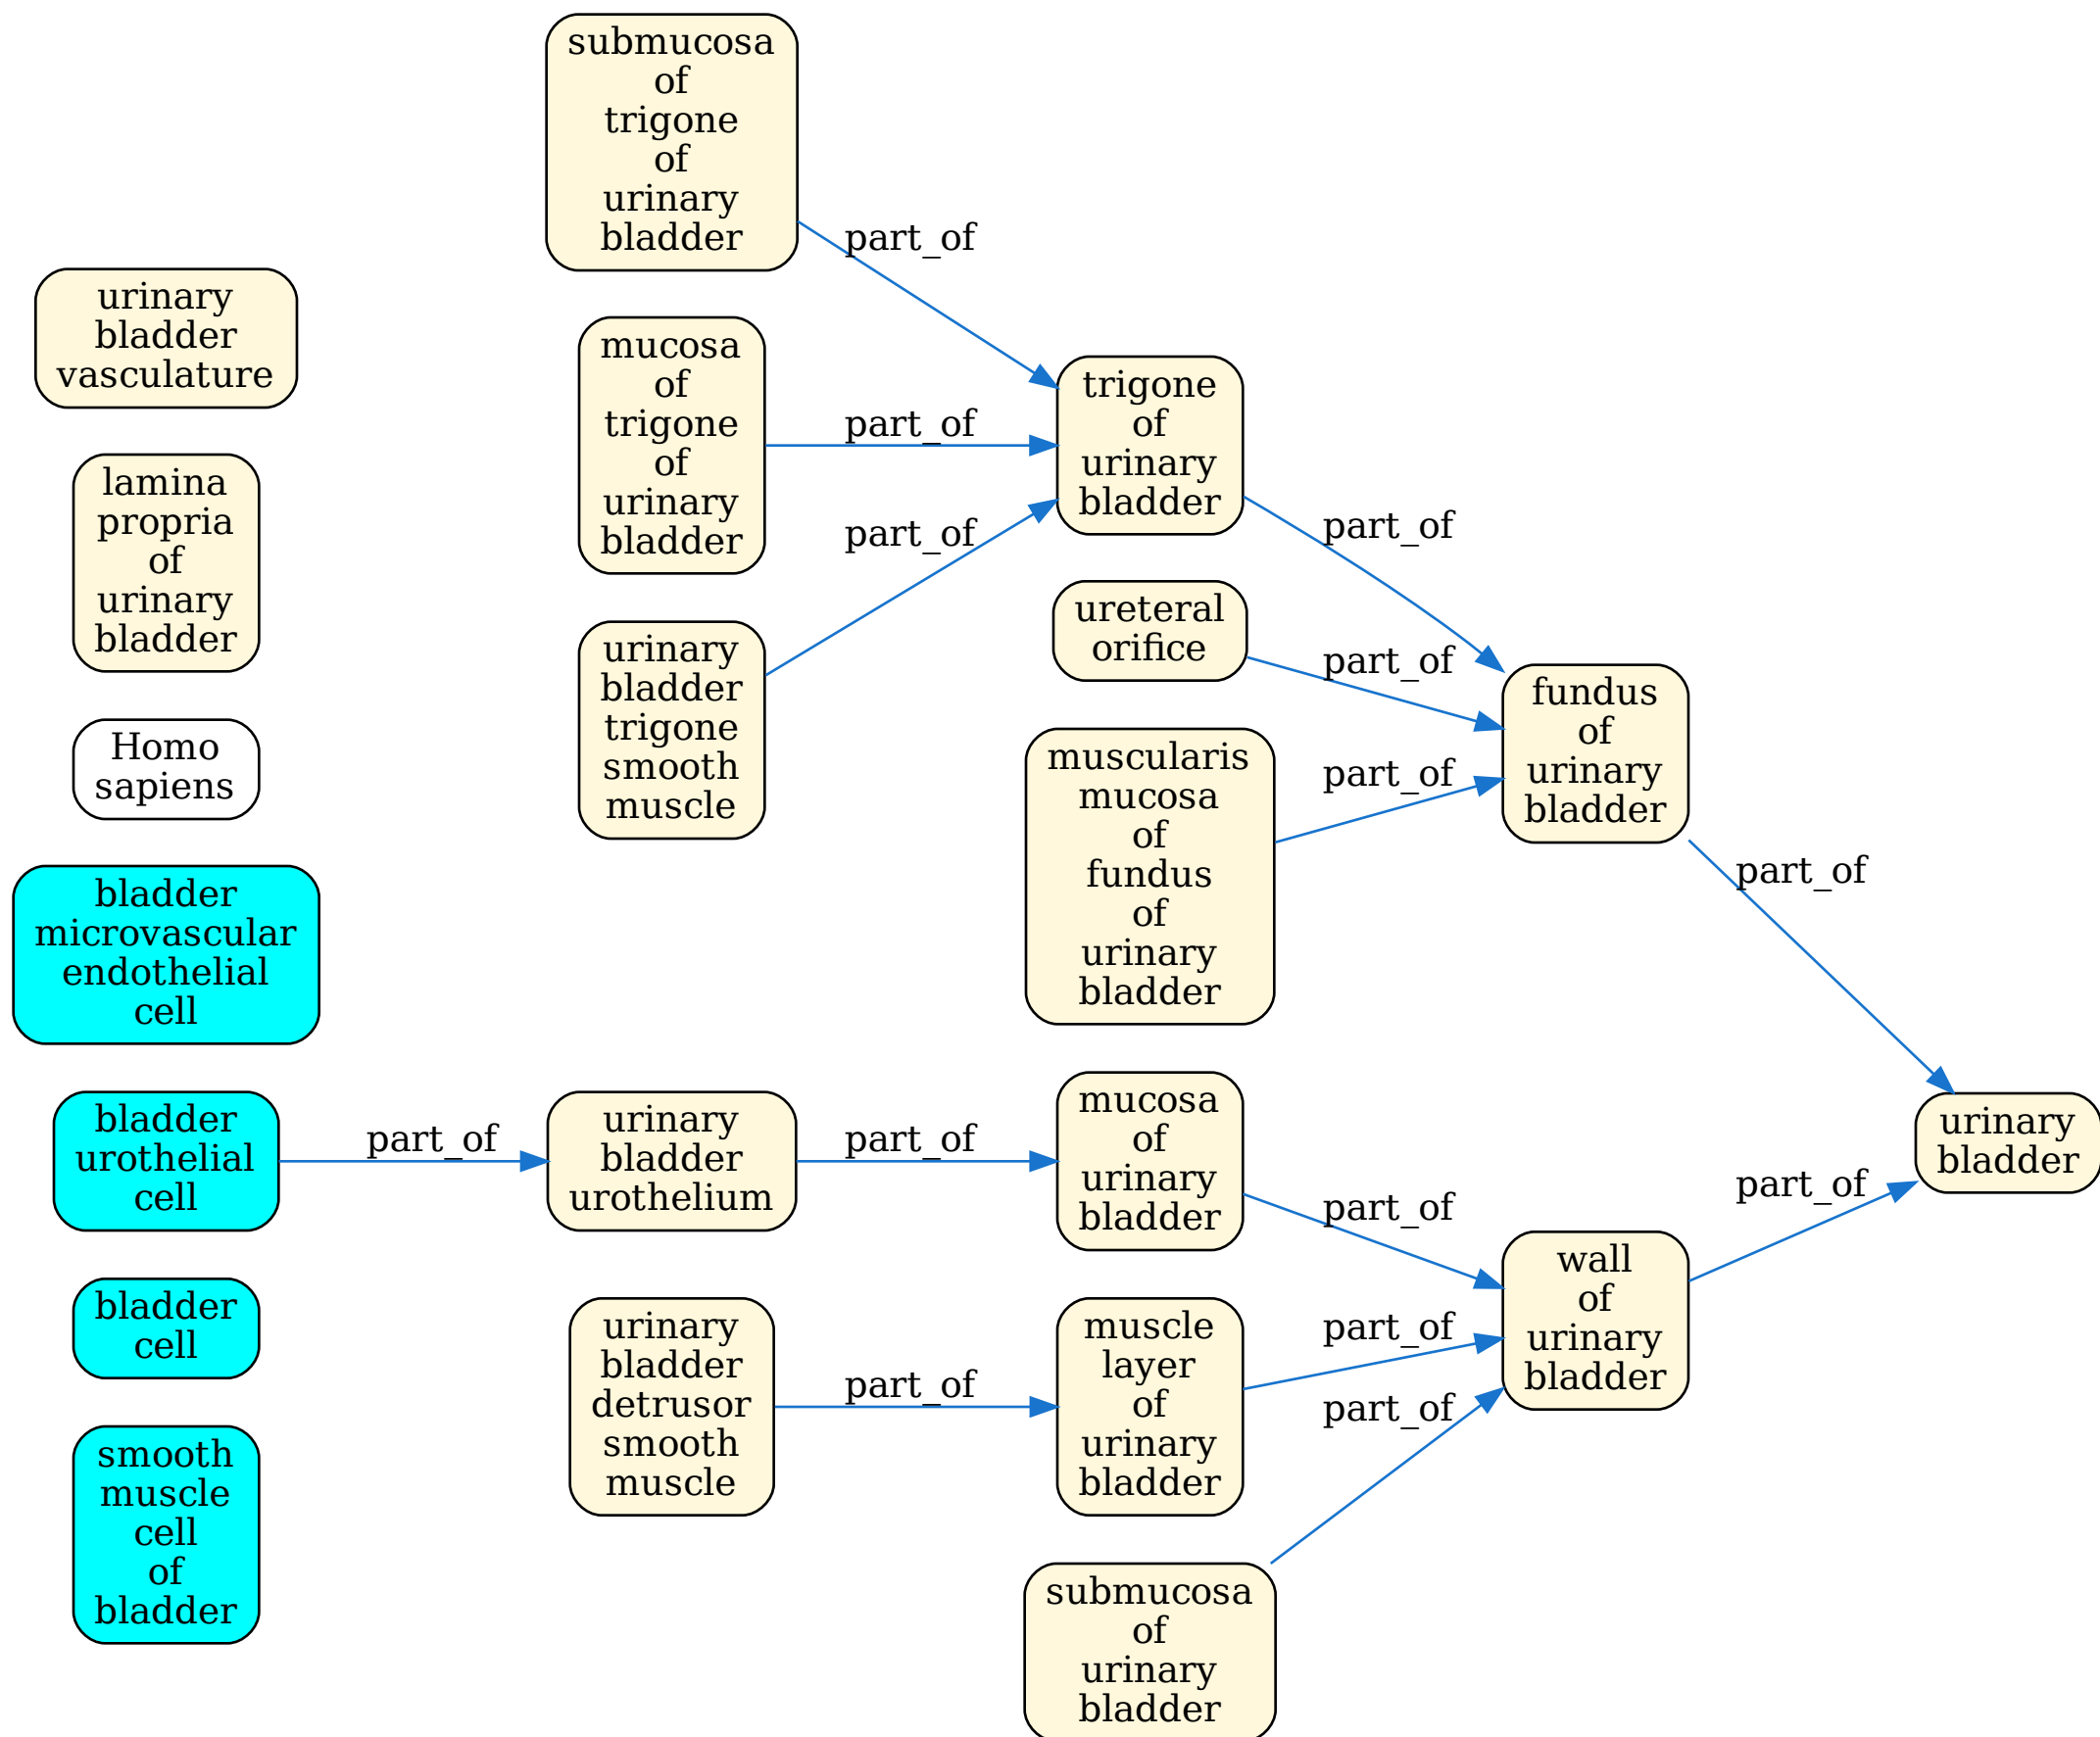 submucosa
of
trigone
of
urinary
bladder
part_of
urinary
bladder
vasculature
mucosa
of
trigone
of
urinary
bladder
part_of
trigone
of
urinary
bladder
lamina
propria
of
urinary
bladder
part_of
part_of
urinary
bladder
trigone
smooth
muscle
ureteral
orifice
part_of
fundus
of
urinary
bladder
Homo
sapiens
muscularis
mucosa
of
fundus
of
urinary
bladder
part_of
part_of
bladder
microvascular
endothelial
cell
bladder
urothelial
cell
part_of
urinary
bladder
urothelium
part_of
mucosa
of
urinary
bladder
part_of
urinary
bladder
part_of
wall
of
urinary
bladder
bladder
cell
urinary
bladder
detrusor
smooth
muscle
part_of
muscle
layer
of
urinary
bladder
part_of
part_of
smooth
muscle
cell
of
bladder
submucosa
of
urinary
bladder